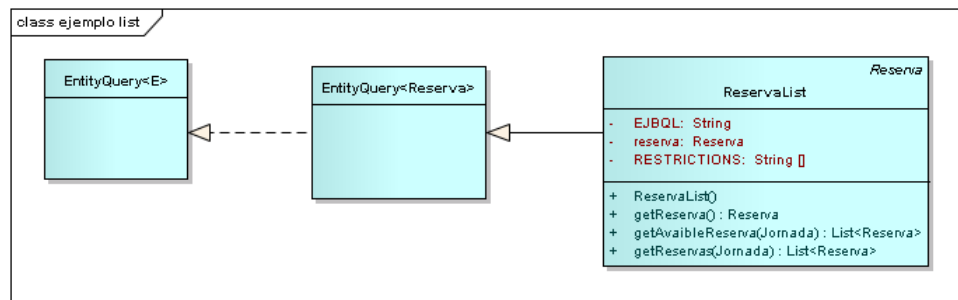 class ejemplo list
EntityQuery<E>
EntityQuery<Reserva>
Reserva
ReservaList
- EJBQL: String
- reserva: Reserva
- RESTRICTIONS: String []
+ ReservaList()
+ getReserva() : Reserva
+ getAvaibleReserva(Jornada) : List<Reserva>
+ getReservas(Jornada) : List<Reserva>